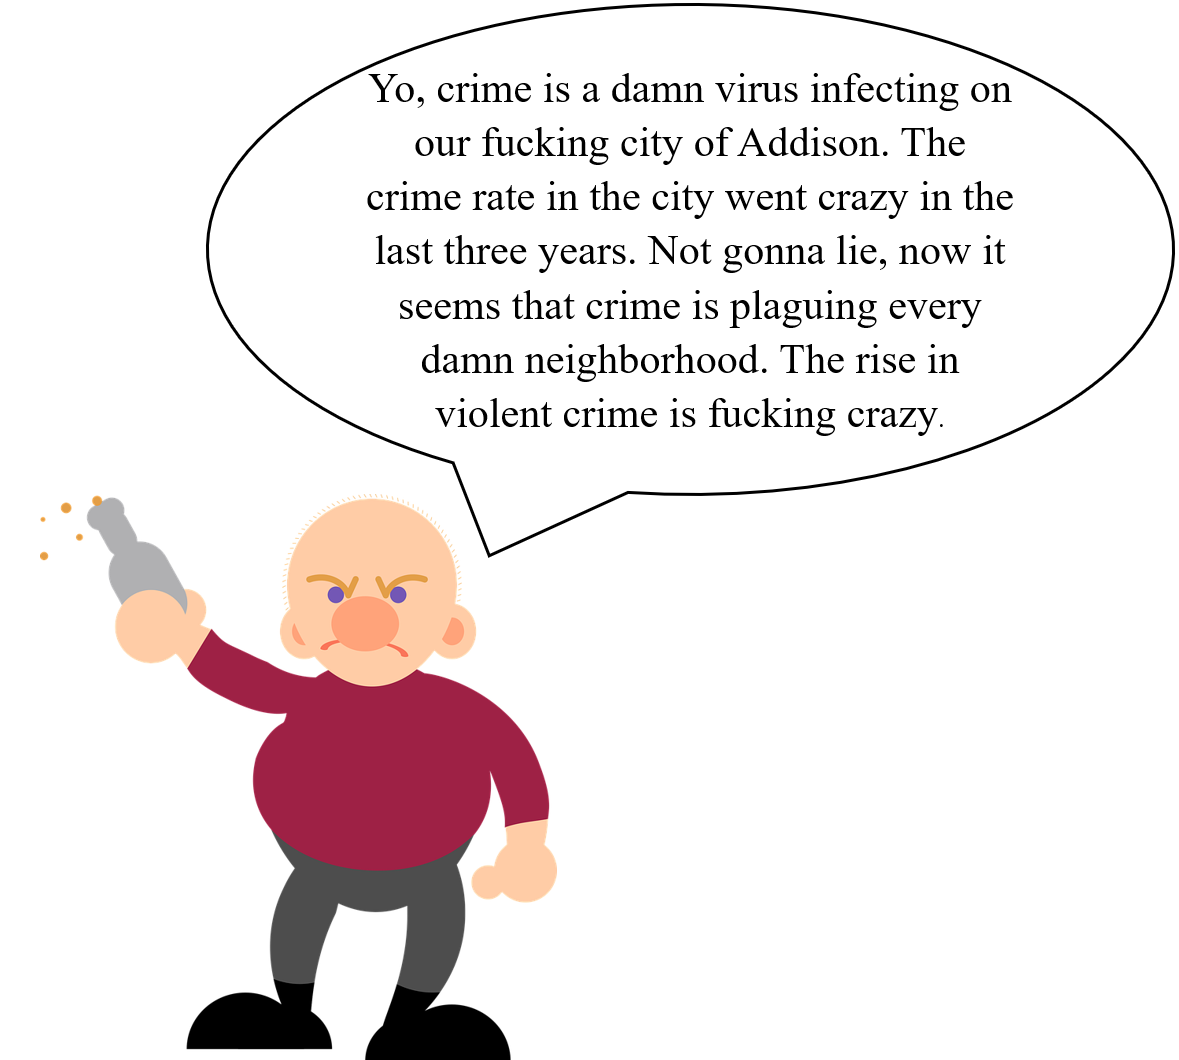 Yo, crime is a damn virus infecting on
our fucking city of Addison. The
crime rate in the city went crazy in the
last three years. Not gonna lie, now it
seems that crime is plaguing every
damn neighborhood. The rise in
violent crime is fucking crazy.